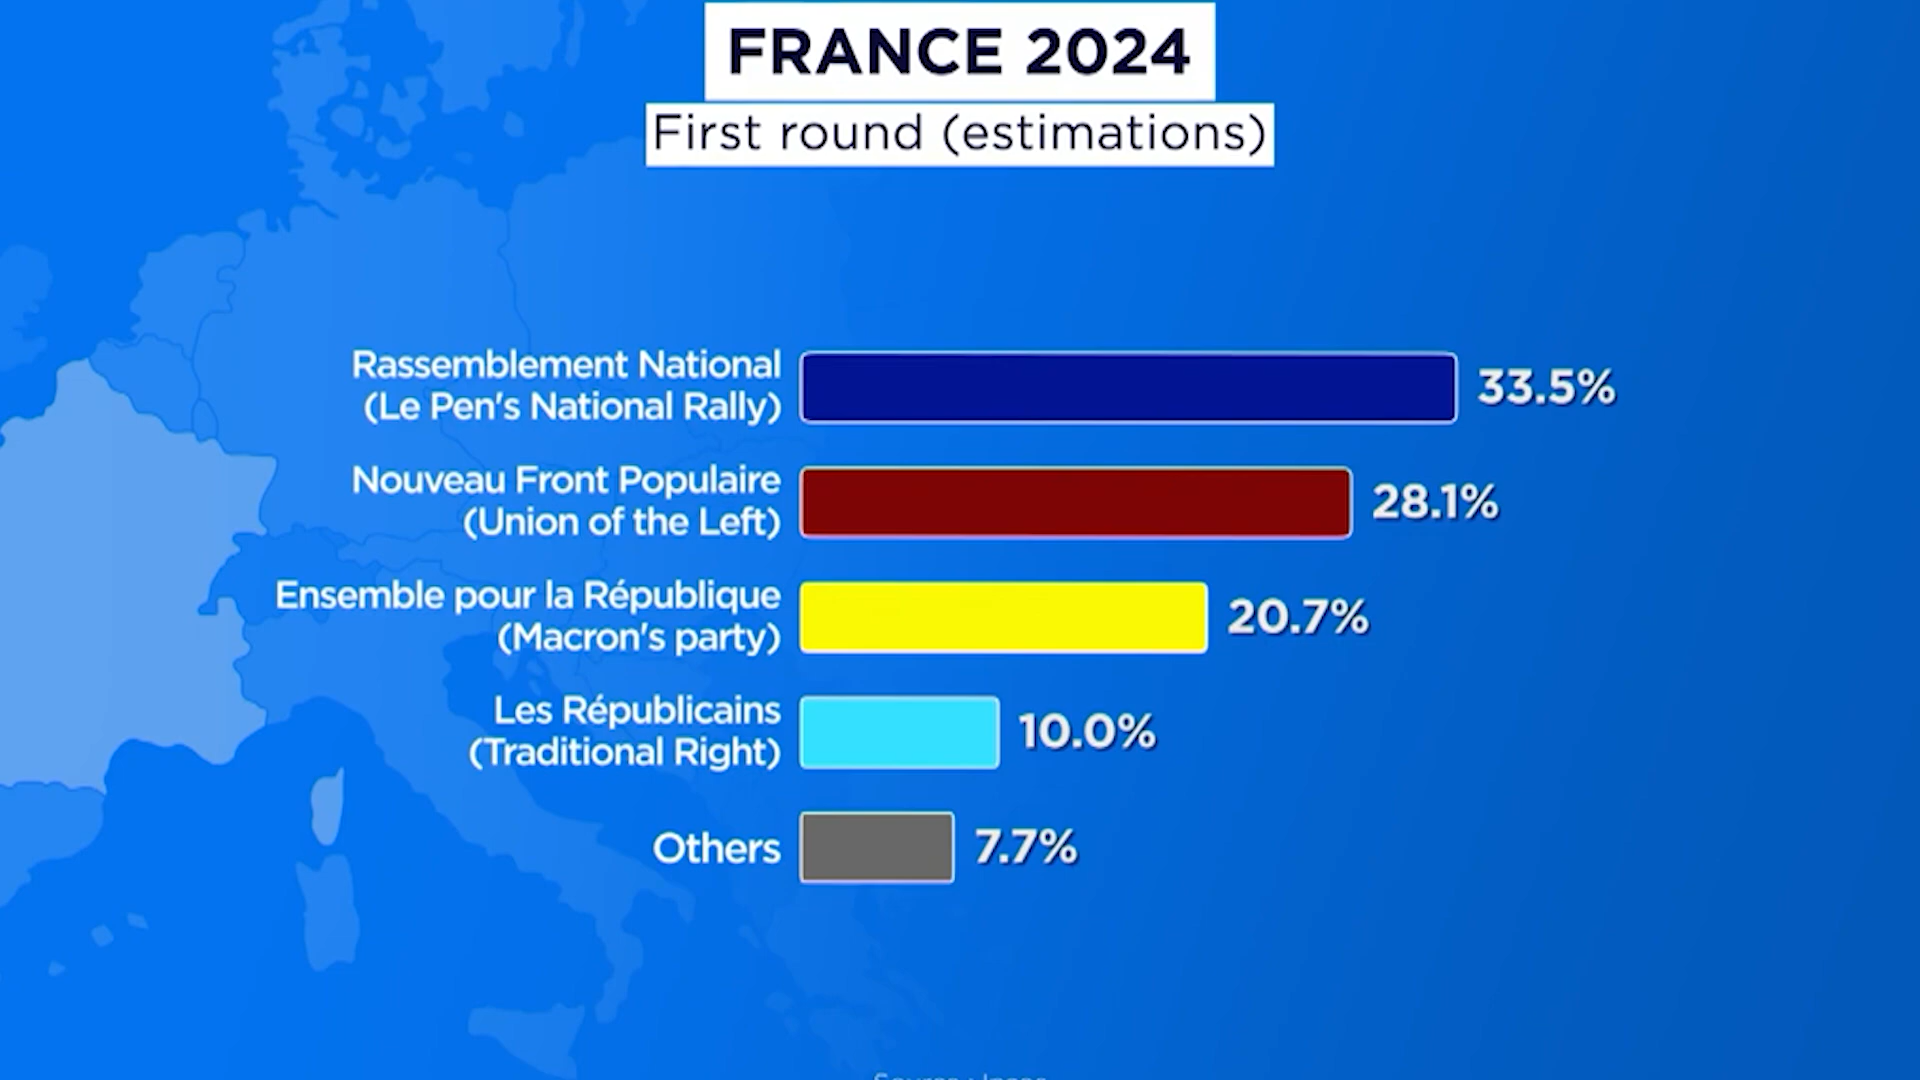 FRANCE 2024
First round (estimations)
Rassemblement National
(Le Pen's National Rally)
33.5%
Nouveau Front Populaire
(Union of the Left)
28.1%
Ensemble pour la République
(Macron's party)
20.7%
Les Républicains
(Traditional Right)
10.0%
Others
7.7%